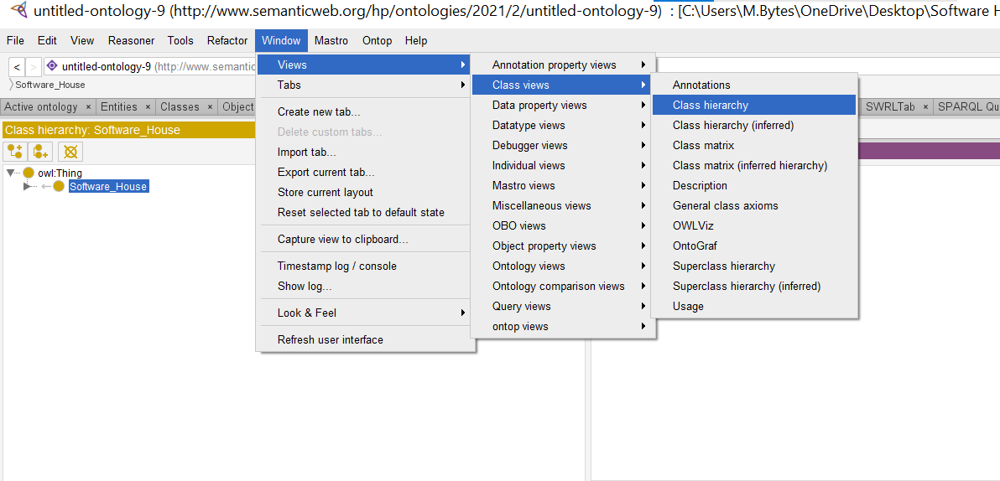 untitled-ontology-9 (http://www.semanticweb.org/hp/ontologies/2021/2/untitled-ontology-9) : [C:\Users\M.Bytes\OneDrive\Desktop\Software H
File Edit View Reasoner Tools Refactor Window Mastro Ontop Help
< > untitled-ontology-9 (http://www.semantic
Software_House
Active ontology × Entities × Classes × Object
SWRLTab × SPARQL Qu
Class hierarchy: Software_House
owl:Thing
Software_House
Views
Tabs
Create new tab...
Delete custom tabs...
Import tab...
Export current tab...
Store current layout
Reset selected tab to default state
Capture view to clipboard...
Timestamp log / console
Show log...
Look & Feel
Refresh user interface
Annotation property views
Class views
Data property views
Datatype views
Debugger views
Individual views
Mastro views
Miscellaneous views
OBO views
Object property views
Ontology views
Ontology comparison views
Query views
ontop views
Annotations
Class hierarchy
Class hierarchy (inferred)
Class matrix
Class matrix (inferred hierarchy)
Description
General class axioms
OWLViz
OntoGraf
Superclass hierarchy
Superclass hierarchy (inferred)
Usage